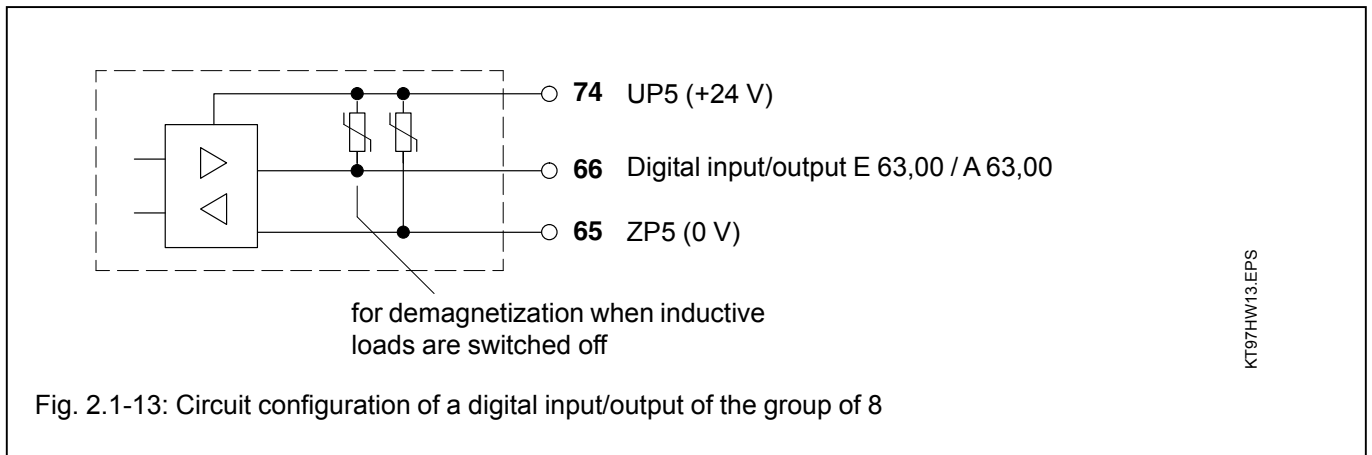 74 UP5 (+24 V)
66 Digital input/output E 63,00 / A 63,00
65 ZP5 (0 V)
for demagnetization when inductive
loads are switched off
KT97HW13.EPS
Fig. 2.1-13: Circuit configuration of a digital input/output of the group of 8